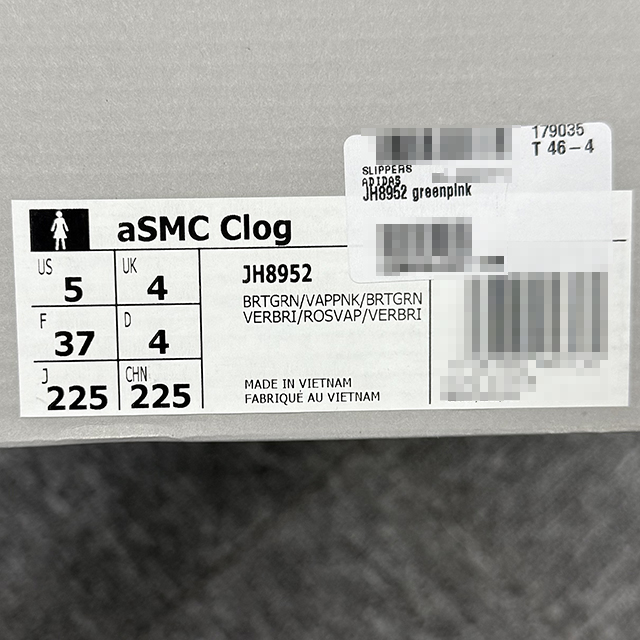 179035
T 46-4
SLIPPERS
ADIDAS
JH8952 greenpink
aSMC Clog
US 5 UK 4
F 37 D 4
J 225 CHN 225
JH8952
BRTGRN/VAPPNK/BRTGRN
VERBRI/ROSVAP/VERBRI
MADE IN VIETNAM
FABRIQUÉ AU VIETNAM